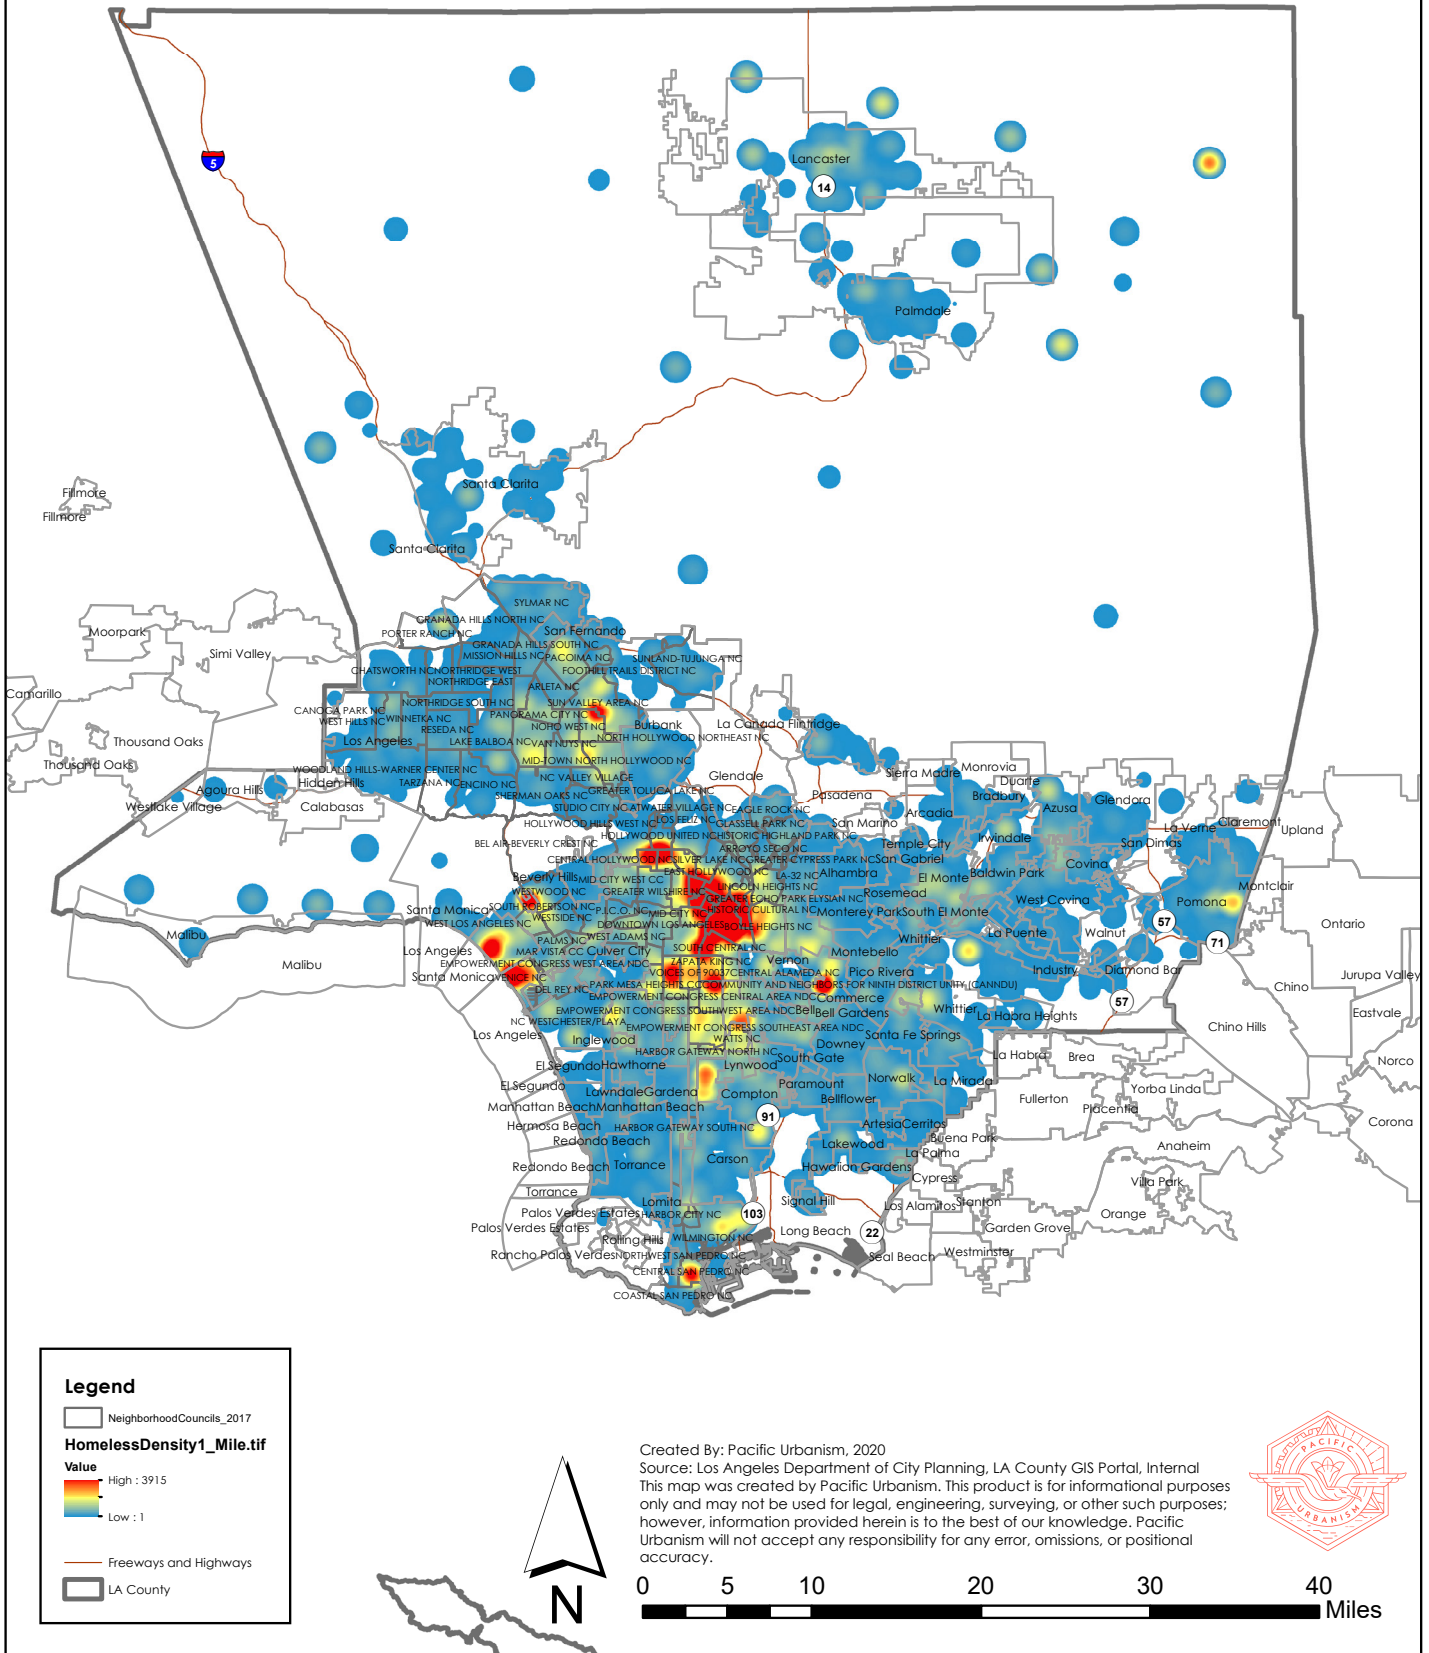 5
Lancaster
14
Palmdale
Santa Clarita
Fillmore
Fillmore
Santa Clarita
SYLMAR NC
GRANADA HILLS NORTH NC
PORTER RANCH NC
San Fernando
Moorpark
GRANADA HILLS SOUTH NC
Simi Valley
MISSION HILLS NC
PACOIMA NC
SUNLAND-TUJUNGA NC
CHATSWORTH NC
NORTHRIDGE WEST
FOOTHILL TRAILS DISTRICT NC
NORTHRIDGE EAST
ARLETA NC
Camarillo
NORTHRIDGE SOUTH NC
SUN VALLEY AREA NC
CANOGA PARK NC
PANORAMA CITY NC
WEST HILLS NC
WINNETKA NC
NOHO WEST NC
Burbank
La Canada Flintridge
RESEDA NC
Thousand Oaks
Los Angeles
LAKE BALBOA NC
VAN NUYS NC
NORTH HOLLYWOOD NORTHEAST NC
Thousand Oaks
MID-TOWN NORTH HOLLYWOOD NC
WOODLAND HILLS-WARNER CENTER NC
NC VALLEY VILLAGE
Glendale
Sierra Madre
Monrovia
Hidden Hills
TARZANA NC
ENCINO NC
Duarte
Agoura Hills
GREATER TOLUCA LAKE NC
Pasadena
Bradbury
SHERMAN OAKS NC
Westlake Village
Calabasas
STUDIO CITY NC
ATWATER VILLAGE NC
EAGLE ROCK NC
Arcadia
Azusa
Glendora
HOLLYWOOD HILLS WEST NC
LOS FELIZ NC
GLASSELL PARK NC
San Marino
La Verne
Claremont
Upland
HOLLYWOOD UNITED NC
HISTORIC HIGHLAND PARK NC
Irwindale
San Dimas
BEL AIR-BEVERLY CREST NC
ARROYO SECO NC
Temple City
CENTRAL HOLLYWOOD NC
SILVER LAKE NC
GREATER CYPRESS PARK NC
San Gabriel
Covina
Beverly Hills
MID CITY WEST CC
EAST HOLLYWOOD NC
LA-32 NC
Alhambra
El Monte
Baldwin Park
WESTWOOD NC
GREATER WILSHIRE NC
LINCOLN HEIGHTS NC
Rosemead
Montclair
GREATER ECHO PARK ELYSIAN NC
West Covina
Pomona
Santa Monica
SOUTH ROBERTSON NC
P.I.C.O. NC
MID CITY NC
HISTORIC CULTURAL NC
Monterey Park
South El Monte
WESTSIDE NC
57
WEST LOS ANGELES NC
DOWNTOWN LOS ANGELES
BOYLE HEIGHTS NC
Ontario
Malibu
PALMS NC
WEST ADAMS NC
Whittier
La Puente
Walnut
71
Los Angeles
MAR VISTA CC
Culver City
SOUTH CENTRAL NC
Montebello
Malibu
EMPOWERMENT CONGRESS WEST AREA NDC
ZAPATA KING NC
Vernon
Santa Monica
VENICE NC
VOICES OF 90037
CENTRAL ALAMEDA NC
Pico Rivera
Industry
Diamond Bar
Jurupa Valley
DEL REY NC
PARK MESA HEIGHTS CC
COMMUNITY AND NEIGHBORS FOR NINTH DISTRICT UNITY (CANNDU)
Chino
EMPOWERMENT CONGRESS CENTRAL AREA NDC
Commerce
57
EMPOWERMENT CONGRESS SOUTHWEST AREA NDC
Bell
Bell Gardens
Whittier
La Habra Heights
Eastvale
NC WESTCHESTER/PLAYA
EMPOWERMENT CONGRESS SOUTHEAST AREA NDC
Chino Hills
Los Angeles
Inglewood
WATTS NC
Downey
Santa Fe Springs
HARBOR GATEWAY NORTH NC
South Gate
La Habra
Brea
Norco
El Segundo
Hawthorne
Lynwood
El Segundo
Paramount
Norwalk
La Mirada
Yorba Linda
Lawndale
Gardena
Compton
Bellflower
Fullerton
Placentia
Manhattan Beach
Manhattan Beach
91
Corona
Hermosa Beach
HARBOR GATEWAY SOUTH NC
Artesia
Cerritos
Redondo Beach
Lakewood
Buena Park
Anaheim
Redondo Beach
Torrance
Carson
Hawaiian Gardens
La Palma
Cypress
Villa Park
Torrance
Lomita
Signal Hill
Los Alamitos
Stanton
Palos Verdes Estates
HARBOR CITY NC
103
Orange
Palos Verdes Estates
Long Beach
22
Garden Grove
Rolling Hills
WILMINGTON NC
Rancho Palos Verdes
NORTHWEST SAN PEDRO NC
Seal Beach
Westminster
CENTRAL SAN PEDRO NC
COASTAL SAN PEDRO NC
Legend
NeighborhoodCouncils_2017
HomelessDensity1_Mile.tif
Value
High : 3915
Low : 1
Freeways and Highways
LA County
N
Created By: Pacific Urbanism, 2020
Source: Los Angeles Department of City Planning, LA County GIS Portal, Internal
This map was created by Pacific Urbanism. This product is for informational purposes
only and may not be used for legal, engineering, surveying, or other such purposes;
however, information provided herein is to the best of our knowledge. Pacific
Urbanism will not accept any responsibility for any error, omissions, or positional
accuracy.
PACIFIC
URBANISM
0 5 10 20 30 40
Miles